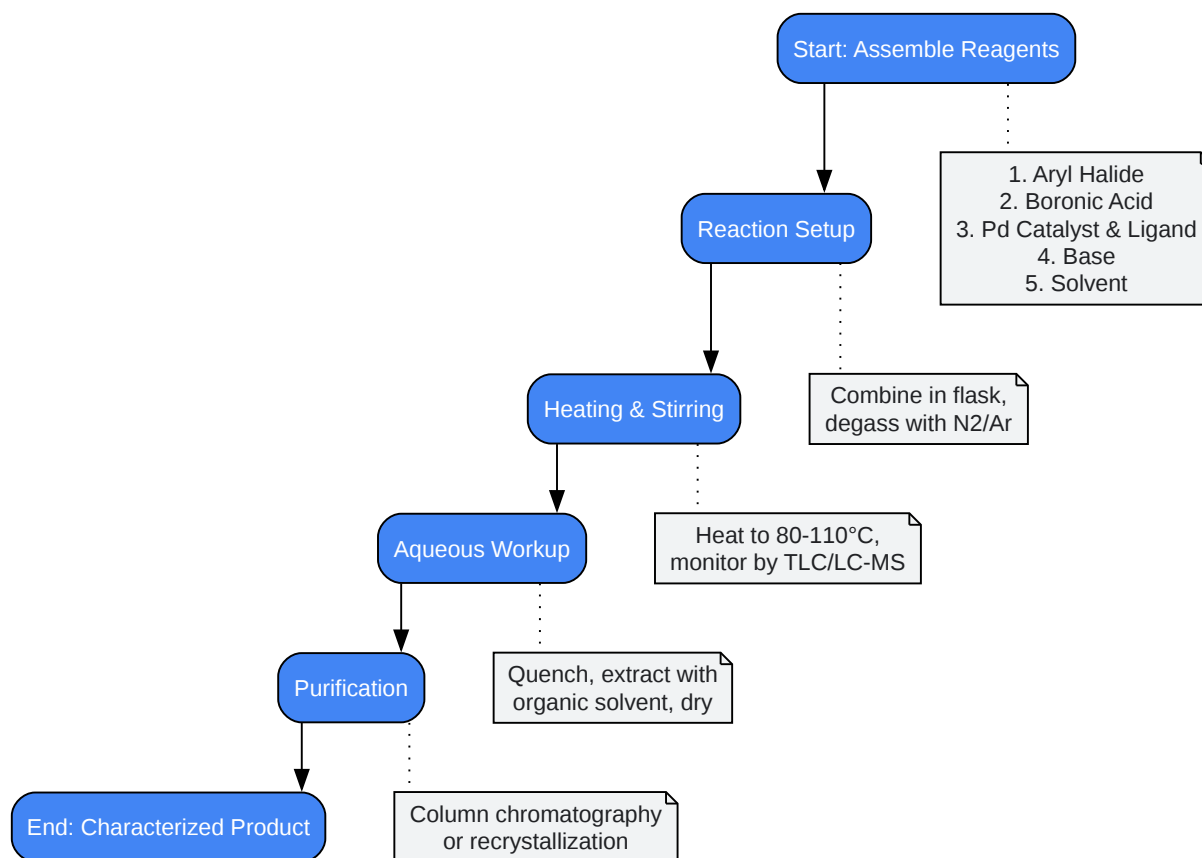 Start: Assemble Reagents
1. Aryl Halide
2. Boronic Acid
3. Pd Catalyst & Ligand
4. Base
5. Solvent
Reaction Setup
Combine in flask,
degass with N2/Ar
Heating & Stirring
Heat to 80-110°C,
monitor by TLC/LC-MS
Aqueous Workup
Quench, extract with
organic solvent, dry
Purification
Column chromatography
or recrystallization
End: Characterized Product